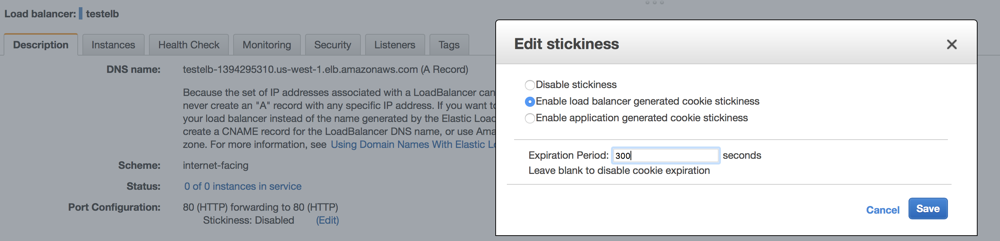 Load balancer: testelb
Description
Instances
Health Check
Monitoring
Security
Listeners
Tags
DNS name:
testelb-1394295310.us-west-1.elb.amazonaws.com (A Record)
Because the set of IP addresses associated with a LoadBalancer can
never create an "A" record with any specific IP address. If you want
your load balancer instead of the name generated by the Elastic Load
create a CNAME record for the LoadBalancer DNS name, or use
zone. For more information, see Using Domain Names With Elastic
Scheme:
internet-facing
Status:
0 of 0 instances in service
Port Configuration:
80 (HTTP) forwarding to 80 (HTTP)
Stickiness: Disabled (Edit)
Edit stickiness
Disable stickiness
Enable load balancer generated cookie stickiness
Enable application generated cookie stickiness
Expiration Period: 300 seconds
Leave blank to disable cookie expiration
Cancel
Save